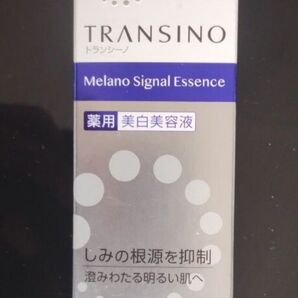 TRANSINO
トランシーノ
Melano Signal Essence
薬用 美白美容液
しみの根源を抑制
澄みわたる明るい肌へ